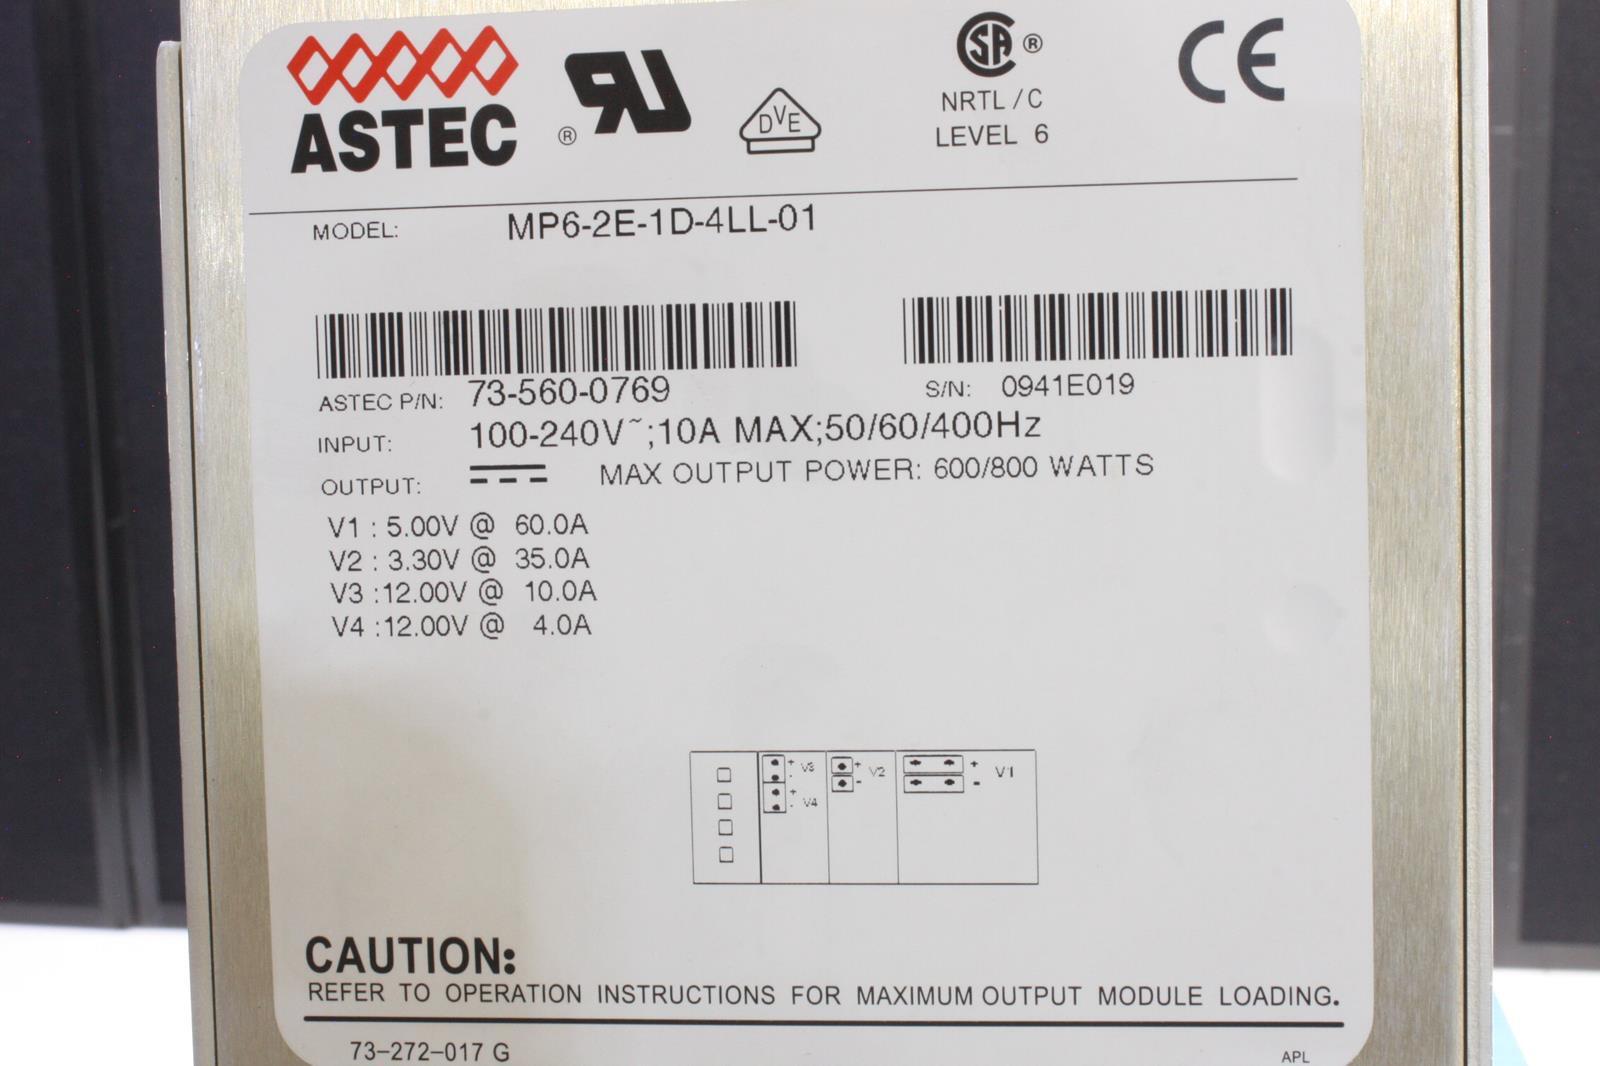 ASTEC
® RU
DVE
CSA ®
CE
NRTL / C
LEVEL 6
MODEL: MP6-2E-1D-4LL-01
ASTEC P/N: 73-560-0769
S/N: 0941E019
INPUT: 100-240V~;10A MAX;50/60/400Hz
OUTPUT: MAX OUTPUT POWER: 600/800 WATTS
V1 : 5.00V @ 60.0A
V2 : 3.30V @ 35.0A
V3 :12.00V @ 10.0A
V4 :12.00V @ 4.0A
+ V3 + V2 + V1
- - -
+
- V4
CAUTION:
REFER TO OPERATION INSTRUCTIONS FOR MAXIMUM OUTPUT MODULE LOADING.
73-272-017 G
APL